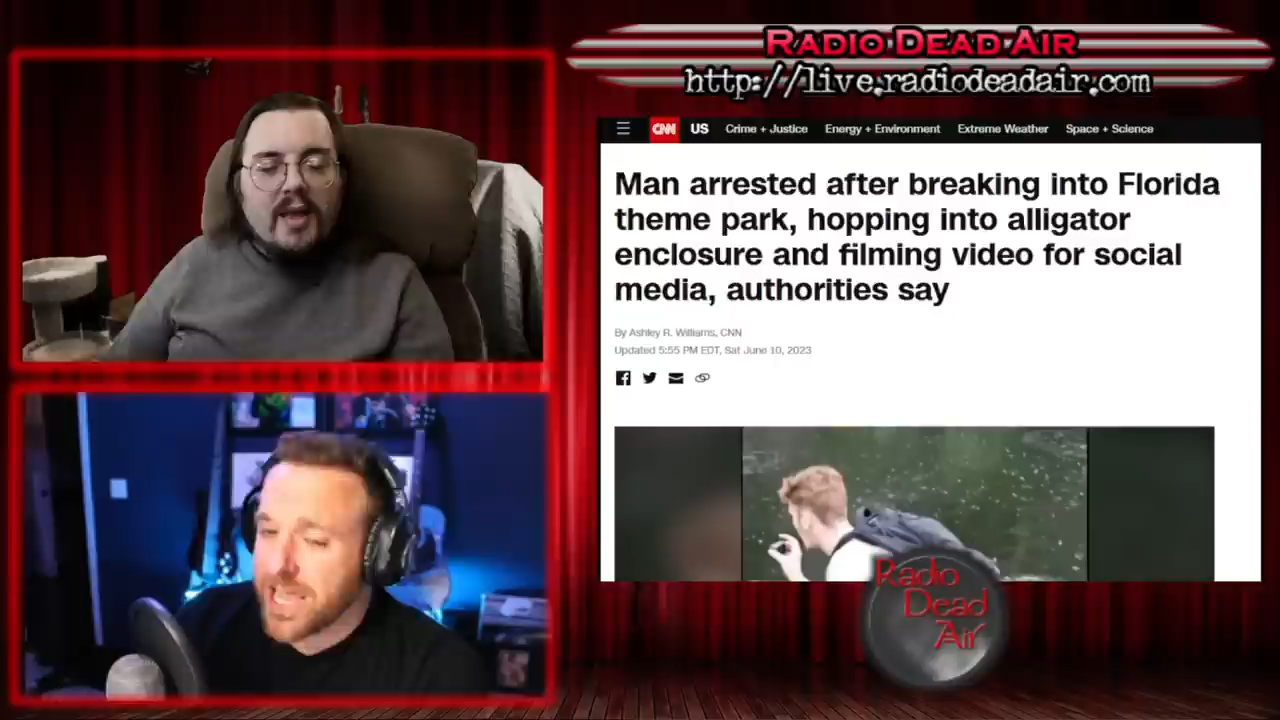 Radio Dead Air
http://live.radiodeadair.com
CNN US Crime + Justice Energy + Environment Extreme Weather Space + Science
Man arrested after breaking into Florida
theme park, hopping into alligator
enclosure and filming video for social
media, authorities say
By Ashley R. Williams, CNN
Updated 5:55 PM EDT, Sat June 10, 2023
Radio
Dead
Air